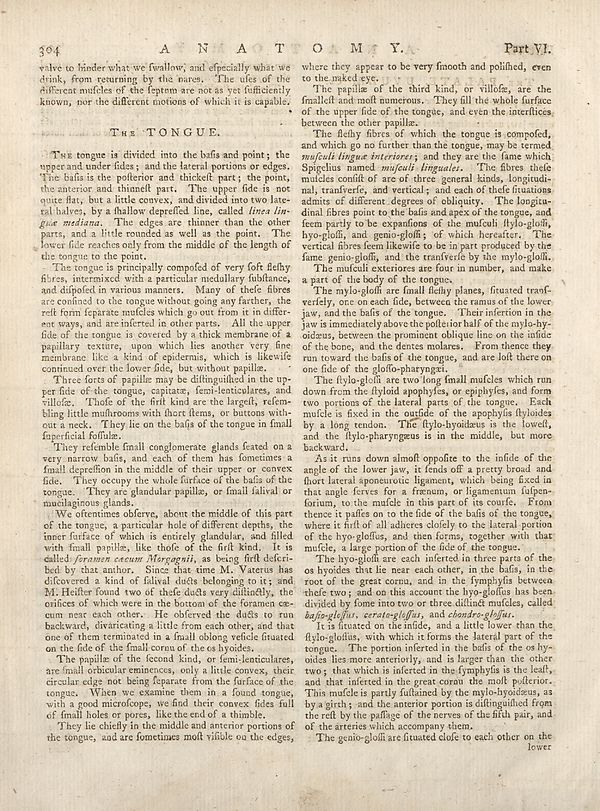 304
A N A T O M Y.
Part VI.
valve to hinder what we ſwallow, and eſpecially what we
drink, from returning by the nares. The uſes of the
different muſcles of the ſeptum are not as yet ſufficiently
known, nor the different motions of which it is capable.
THE TONGUE.
THE tongue is divided into the baſis and point; the
upper and under ſides; and the lateral portions or edges.
The baſis is the poſterior and thickeſt part; the point,
the anterior and thinneſt part. The upper ſide is not
quite flat, but a little convex, and divided into two late-
ral halves, by a ſhallow depreſſed line, called linea lin-
guæ mediana. The edges are thinner than the other
parts, and a little rounded as well as the point. The
lower ſide reaches only from the middle of the length of
the tongue to the point.
The tongue is principally compoſed of very ſoft fleſhy
fibres, intermixed with a particular medullary ſubſtance,
and diſpoſed in various manners. Many of theſe fibres
are confined to the tongue without going any farther, the
reſt form ſeparate muſcles which go out from it in differ-
ent ways, and are inſerted in other parts. All the upper
ſide of the tongue is covered by a thick membrane of a
papillary texture, upon which lies another very fine
membrane like a kind of epidermis, which is likewiſe
continued over the lower ſide, but without papillæ.
Three ſorts of papillæ may be diſtinguiſhed in the up-
per ſide of the tongue, capitatæ, ſemi-lenticulares, and
villoſæ. Thoſe of the firſt kind are the largeſt, reſem-
bling little muſhrooms with ſhort ſtems, or buttons with-
out a neck. They lie on the baſis of the tongue in ſmall
ſuperficial foſſulæ.
They reſemble ſmall conglomerate glands ſeated on a
very narrow baſis, and each of them has ſometimes a
ſmall depreſſion in the middle of their upper or convex
ſide. They occupy the whole ſurface of the baſis of the
tongue. They are glandular papillæ, or ſmall ſalival or
mucilaginous glands.
We oftentimes obſerve, about the middle of this part
of the tongue, a particular hole of different depths, the
inner ſurface of which is entirely glandular, and filled
with ſmall papillæ, like thoſe of the firſt kind. It is
called foramen cæcum Morgagnii, as being firſt deſcri-
bed by that author. Since that time M. Vaterus has
diſcovered a kind of ſalival ducts belonging to it; and
M. Heiſter found two of theſe ducts very diſtinctly, the
orifices of which were in the bottom of the foramen cæ-
cum near each other. He obſerved the ducts to run
backward, divaricating a little from each other, and that
one of them terminated in a ſmall oblong veſicle ſituated
on the ſide of the ſmall cornu of the os hyoides.
The papillæ of the ſecond kind, or ſemi-lenticulares,
are ſmall orbicular eminences, only a little convex, their
circular edge not being ſeparate from the ſurface of the
tongue. When we examine them in a ſound tongue,
with a good microſcope, we find their convex ſides full
of ſmall holes or pores, like the end of a thimble.
They lie chiefly in the middle and anterior portions of
the tongue, and are ſometimes moſt viſible on the edges,
where they appear to be very ſmooth and poliſhed, even
to the naked eye.
The papillæ of the third kind, or villoſæ, are the
ſmalleſt and moſt numerous. They fill the whole ſurface
of the upper ſide of the tongue, and even the interſtices
between the other papillæ.
The fleſhy fibres of which the tongue is compoſed,
and which go no further than the tongue, may be termed
muſculi linguæ interiores; and they are the ſame which
Spigelius named muſculi linguales. The fibres theſe
muſcles conſiſt of are of three general kinds, longitudi-
nal, tranſverſe, and vertical; and each of theſe ſituations
admits of different degrees of obliquity. The longitu-
dinal fibres point to the baſis and apex of the tongue, and
ſeem partly to be expanſions of the muſculi ſtylo-gloſſi,
hyo-gloſſi, and genio-gloſſi; of which hereafter. The
vertical fibres ſeem likewiſe to be in part produced by the
ſame genio-gloſſi, and the tranſverſe by the mylo-gloſſi.
The muſculi exteriores are four in number, and make
a part of the body of the tongue.
The mylo-gloſſi are ſmall fleſhy planes, ſituated tranſ-
verſely, one on each ſide, between the ramus of the lower
jaw, and the baſis of the tongue. Their inſertion in the
jaw is immediately above the poſterior half of the mylo-hy-
oidæus, between the prominent oblique line on the inſide
of the bone, and the dentes molares. From thence they
run toward the baſis of the tongue, and are loſt there on
one ſide of the gloſſo-pharyngæi.
The ſtylo-gloſſi are two long ſmall muſcles which run
down from the ſtyloid apophyſes, or epiphyſes, and form
two portions of the lateral parts of the tongue. Each
muſcle is fixed in the outſide of the apophyſis ſtyloides
by a long tendon. The ſtylo-hyoidæus is the loweſt,
and the ſtylo-pharyngæus is in the middle, but more
backward.
As it runs down almoſt oppoſite to the inſide of the
angle of the lower jaw, it ſends off a pretty broad and
ſhort lateral aponeurotic ligament, which being fixed in
that angle ſerves for a frænum, or ligamentum ſuſpen-
ſorium, to the muſcle in this part of its courſe. From
thence it paſſes on to the ſide of the baſis of the tongue,
where it firſt of all adheres cloſely to the lateral portion
of the hyo-gloſſus, and then forms, together with that
muſcle, a large portion of the ſide of the tongue.
The hyo-gloſſi are each inſerted in three parts of the
os hyoides that lie near each other, in the baſis, in the
root of the great cornu, and in the ſymphyſis between
theſe two; and on this account the hyo-gloſſus has been
divided by ſome into two or three diſtinct muſcles, called
baſio-gloſſus, cerato-gloſſus, and chondro-gloſſus.
It is ſituated on the inſide, and a little lower than the
ſtylo-gloſſus, with which it forms the lateral part of the
tongue. The portion inſerted in the baſis of the os hy-
oides lies more anteriorly, and is larger than the other
two; that which is inſerted in the ſymphyſis is the leaſt,
and that inſerted in the great cornu the moſt poſterior.
This muſcle is partly ſuſtained by the mylo-hyoidæus, as
by a girth; and the anterior portion is diſtinguiſhed from
the reſt by the paſſage of the nerves of the fifth pair, and
of the arteries which accompany them.
The genio-gloſſi are ſituated cloſe to each other on the
lower